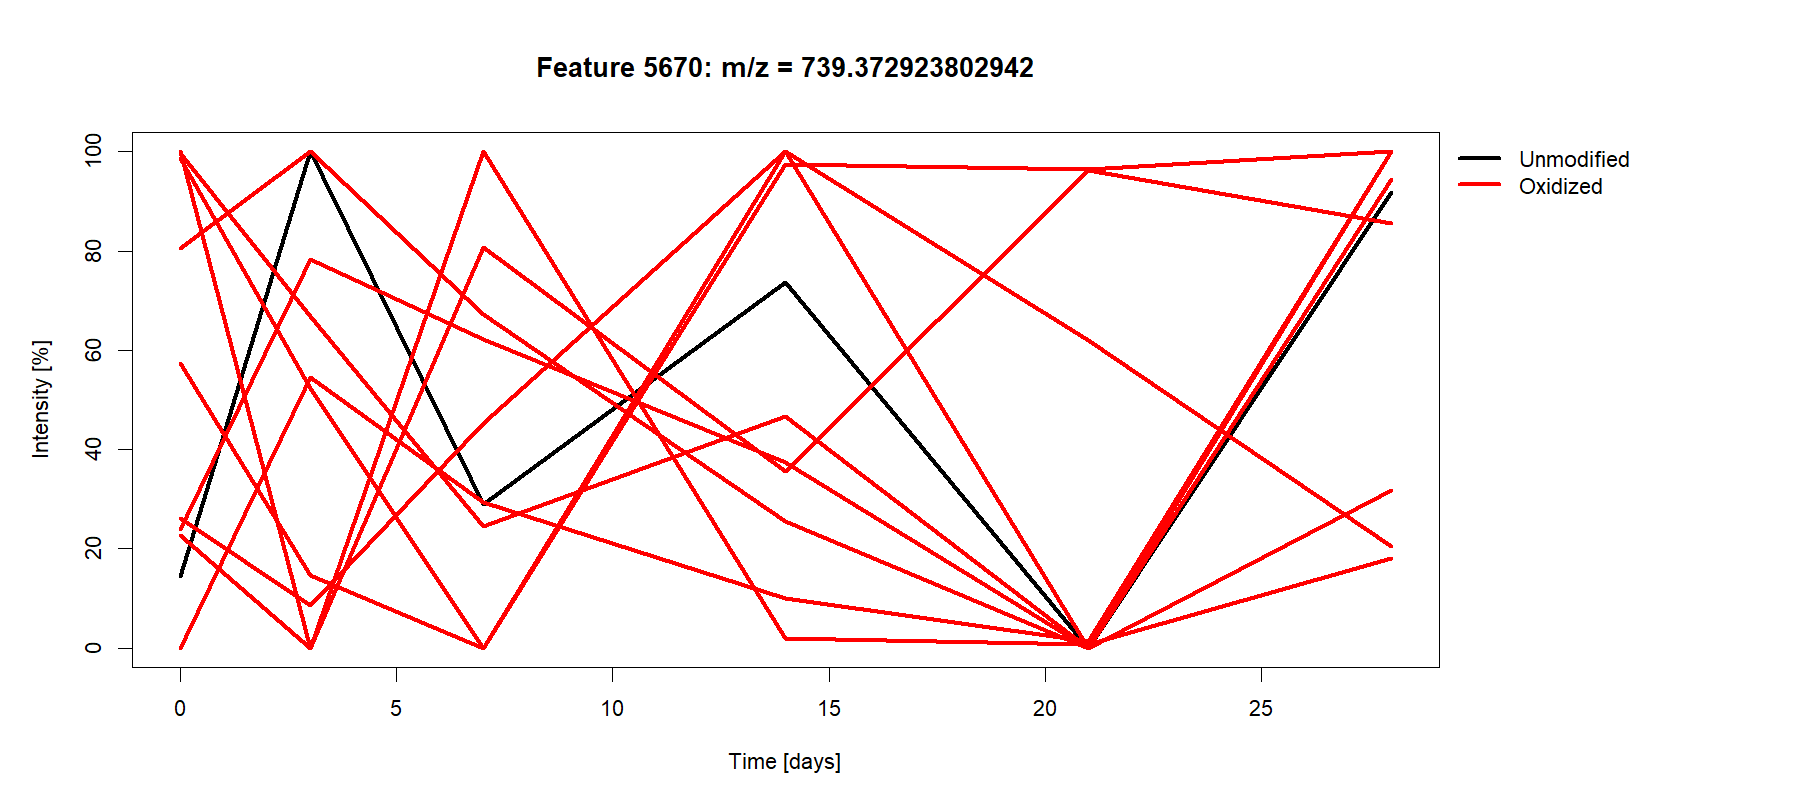 Feature 5670: m/z = 739.372923802942
Unmodified
Oxidized
Intensity [%]
100
80
60
40
20
0
0 5 10 15 20 25
Time [days]